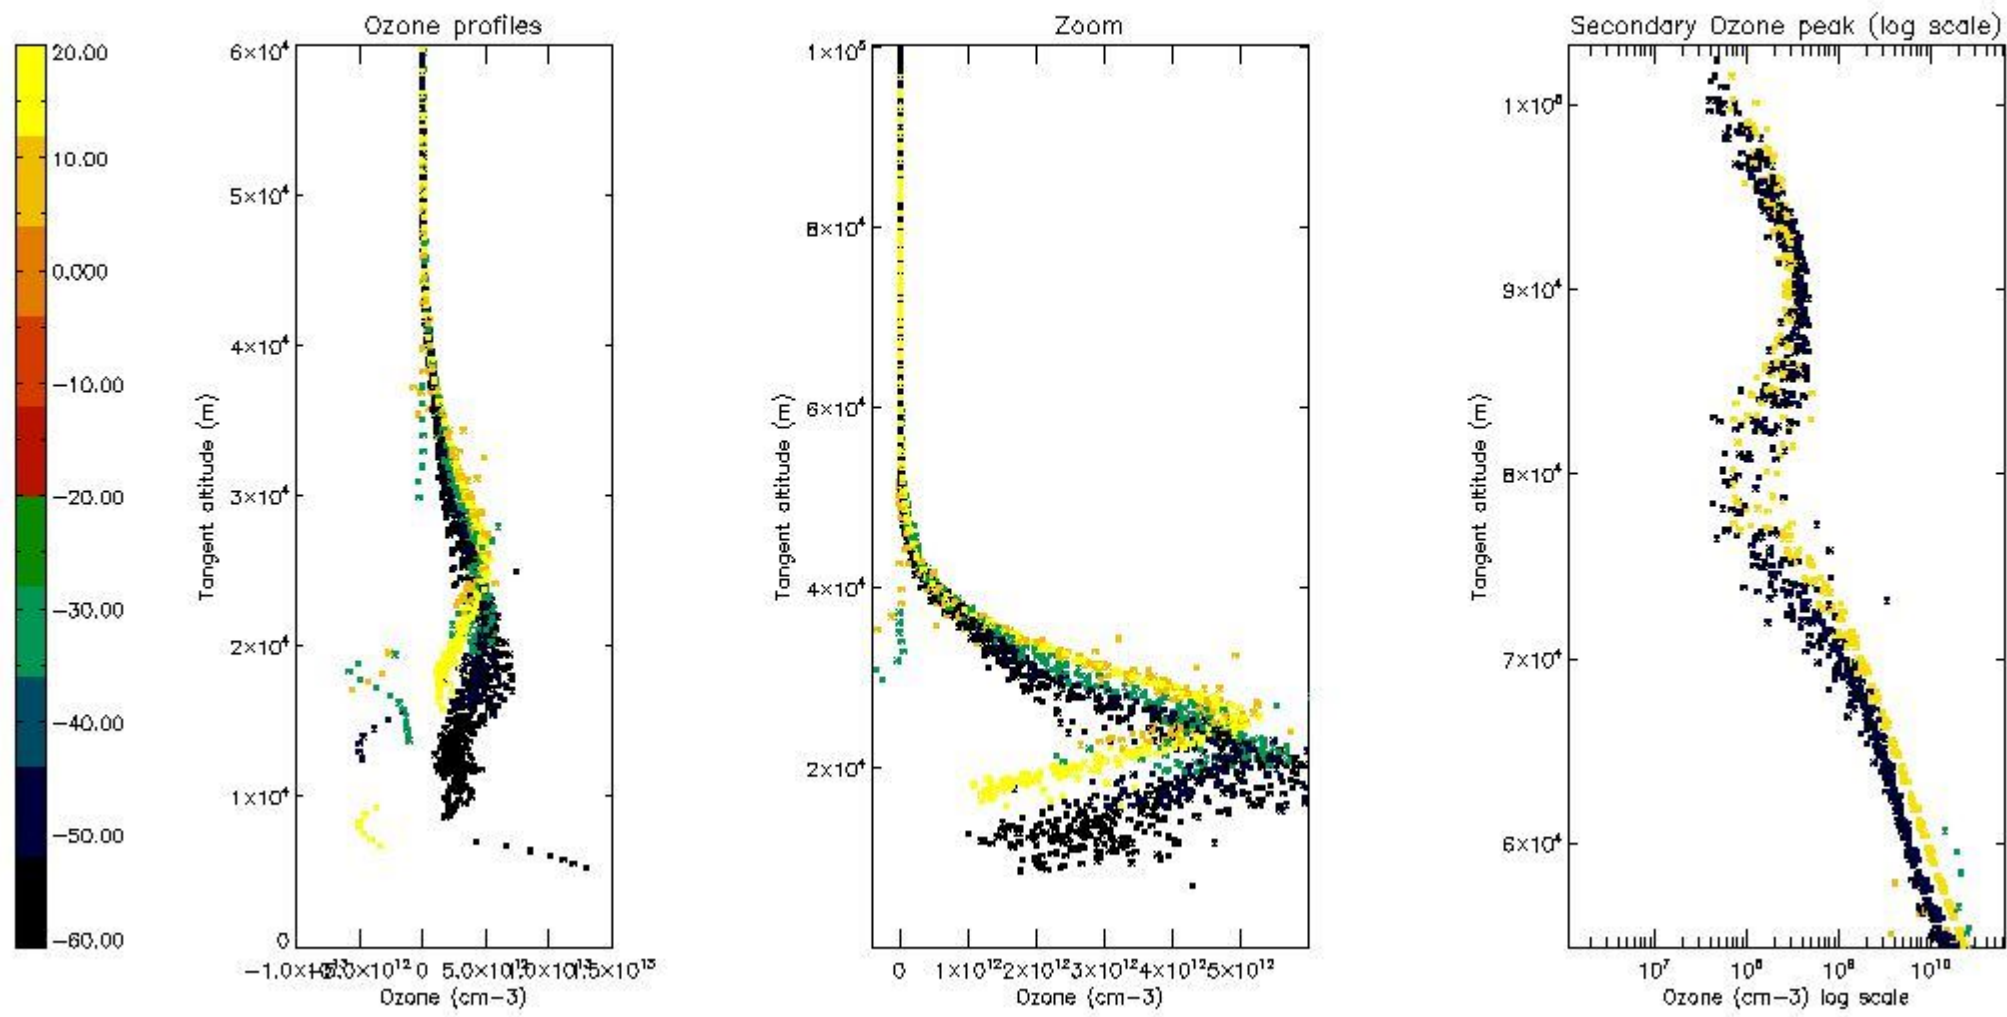 Ozone profiles
Zoom
Secondary Ozone peak (log scale)
20.00
10.00
0.000
-10.00
-20.00
-30.00
-40.00
-50.00
-60.00
6×10⁴
5×10⁴
4×10⁴
3×10⁴
2×10⁴
1×10⁴
0
Tangent altitude (m)
0
Ozone (cm-3)
1×10⁵
8×10⁴
6×10⁴
4×10⁴
2×10⁴
Tangent altitude (m)
0 1×10¹² 2×10¹² 3×10¹² 4×10¹² 5×10¹²
Ozone (cm-3)
9×10⁴
8×10⁴
7×10⁴
6×10⁴
Tangent altitude (m)
10⁷ 10⁸ 10⁹ 10¹⁰
Ozone (cm-3) log scale